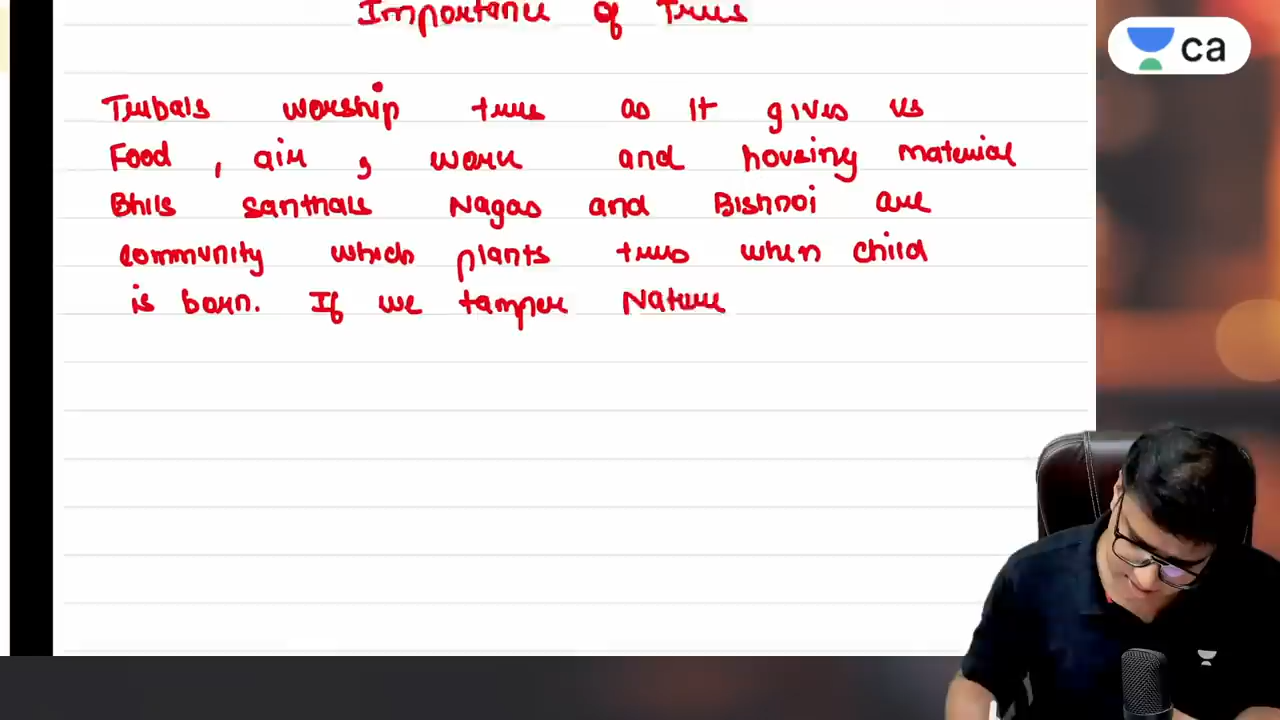 Importance of Trees
ca
Tribals worship trees as it gives us
Food , air , work and housing material
Bhils santhals Nagas and Bishnoi are
community which plants trees when child
is born. If we tamper Nature